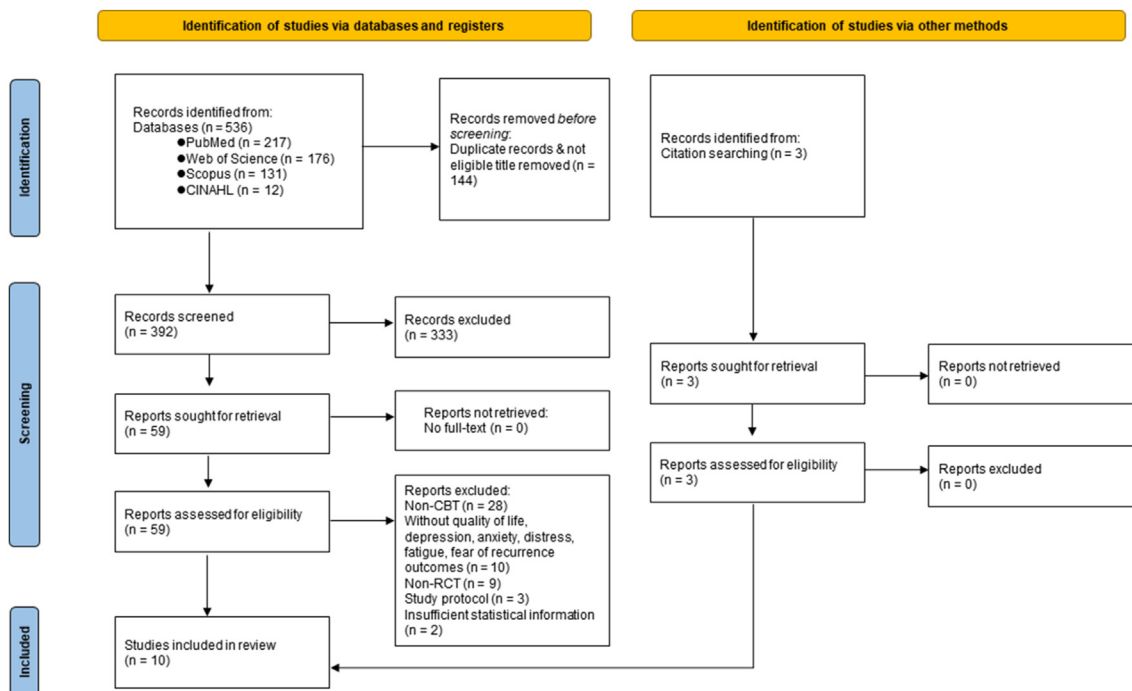 Identification of studies via databases and registers
Identification of studies via other methods
Identification
Records identified from:
Databases (n = 536)
●PubMed (n = 217)
●Web of Science (n = 176)
●Scopus (n = 131)
●CINAHL (n = 12)
Records removed before
screening:
Duplicate records & not
eligible title removed (n =
144)
Records identified from:
Citation searching (n = 3)
Screening
Records screened
(n = 392)
Records excluded
(n = 333)
Reports sought for retrieval
(n = 59)
Reports not retrieved:
No full-text (n = 0)
Reports sought for retrieval
(n = 3)
Reports not retrieved
(n = 0)
Reports assessed for eligibility
(n = 59)
Reports excluded:
Non-CBT (n = 28)
Without quality of life,
depression, anxiety, distress,
fatigue, fear of recurrence
outcomes (n = 10)
Non-RCT (n = 9)
Study protocol (n = 3)
Insufficient statistical information
(n = 2)
Reports assessed for eligibility
(n = 3)
Reports excluded
(n = 0)
Included
Studies included in review
(n = 10)